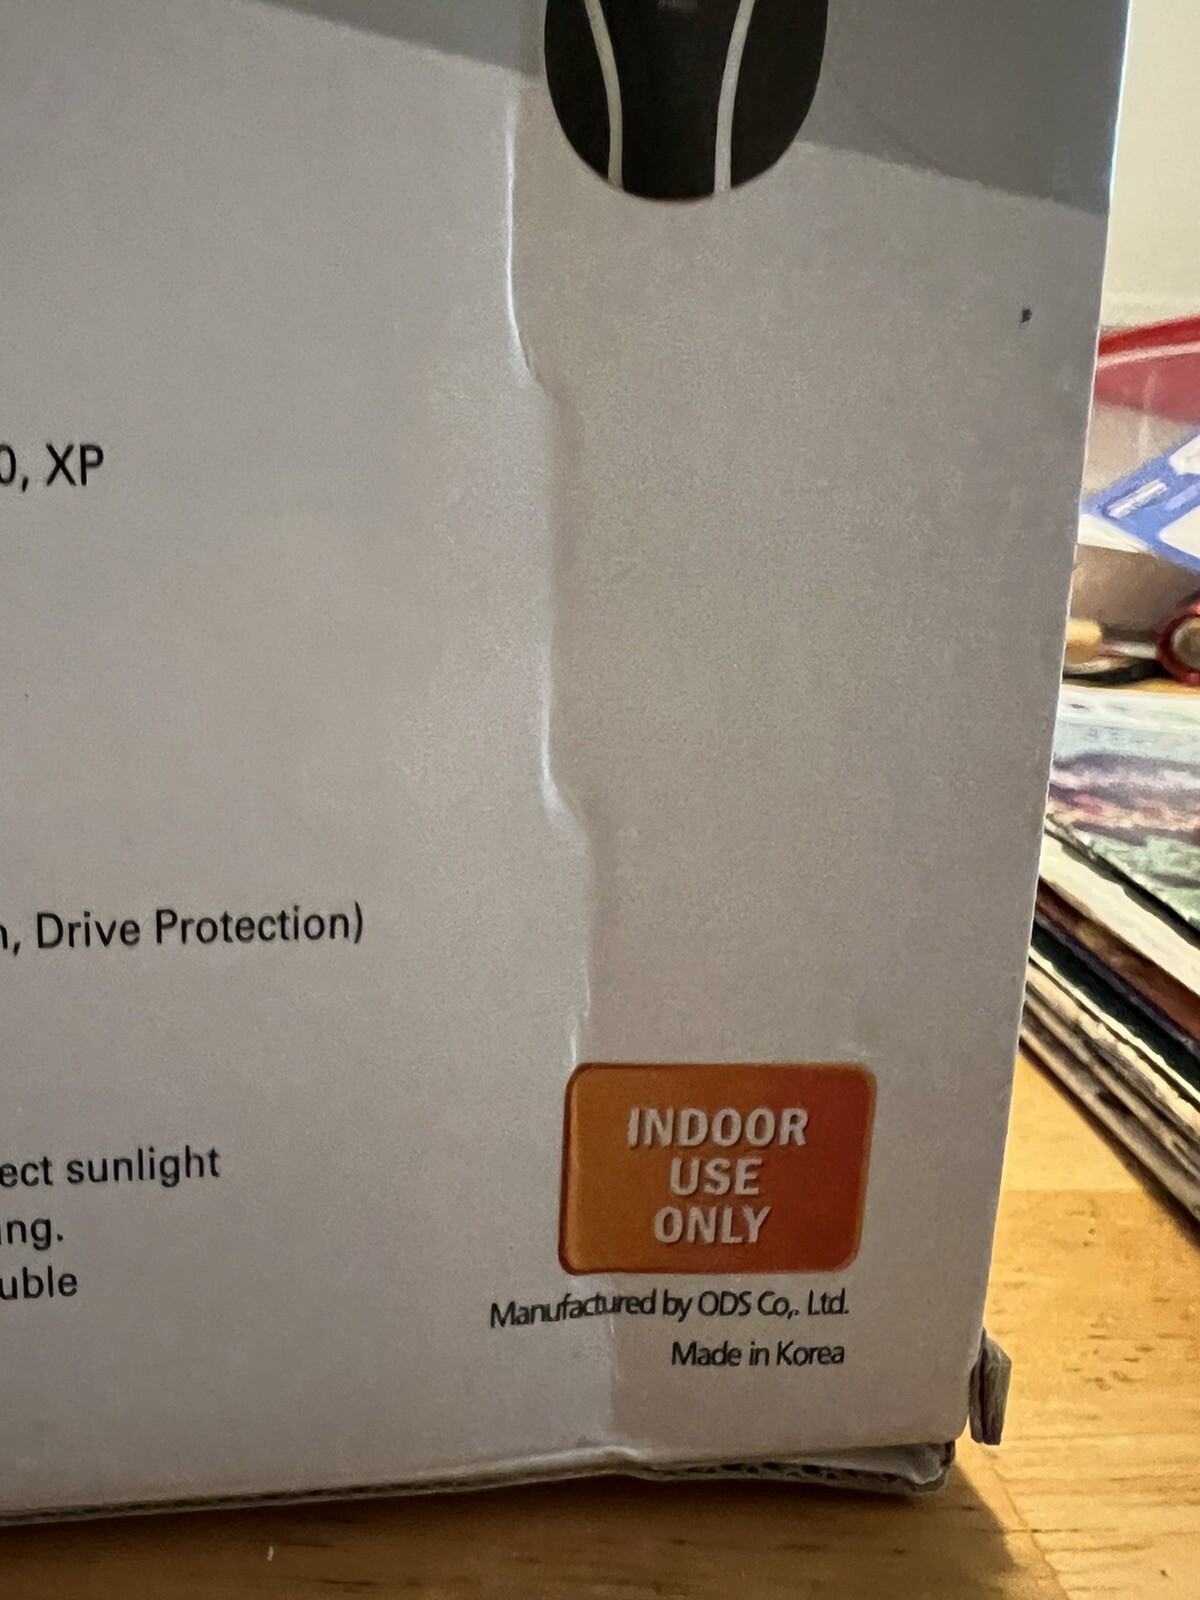 0, XP
, Drive Protection)
ect sunlight
ng.
uble
INDOOR
USE
ONLY
Manufactured by ODS Co,. Ltd.
Made in Korea